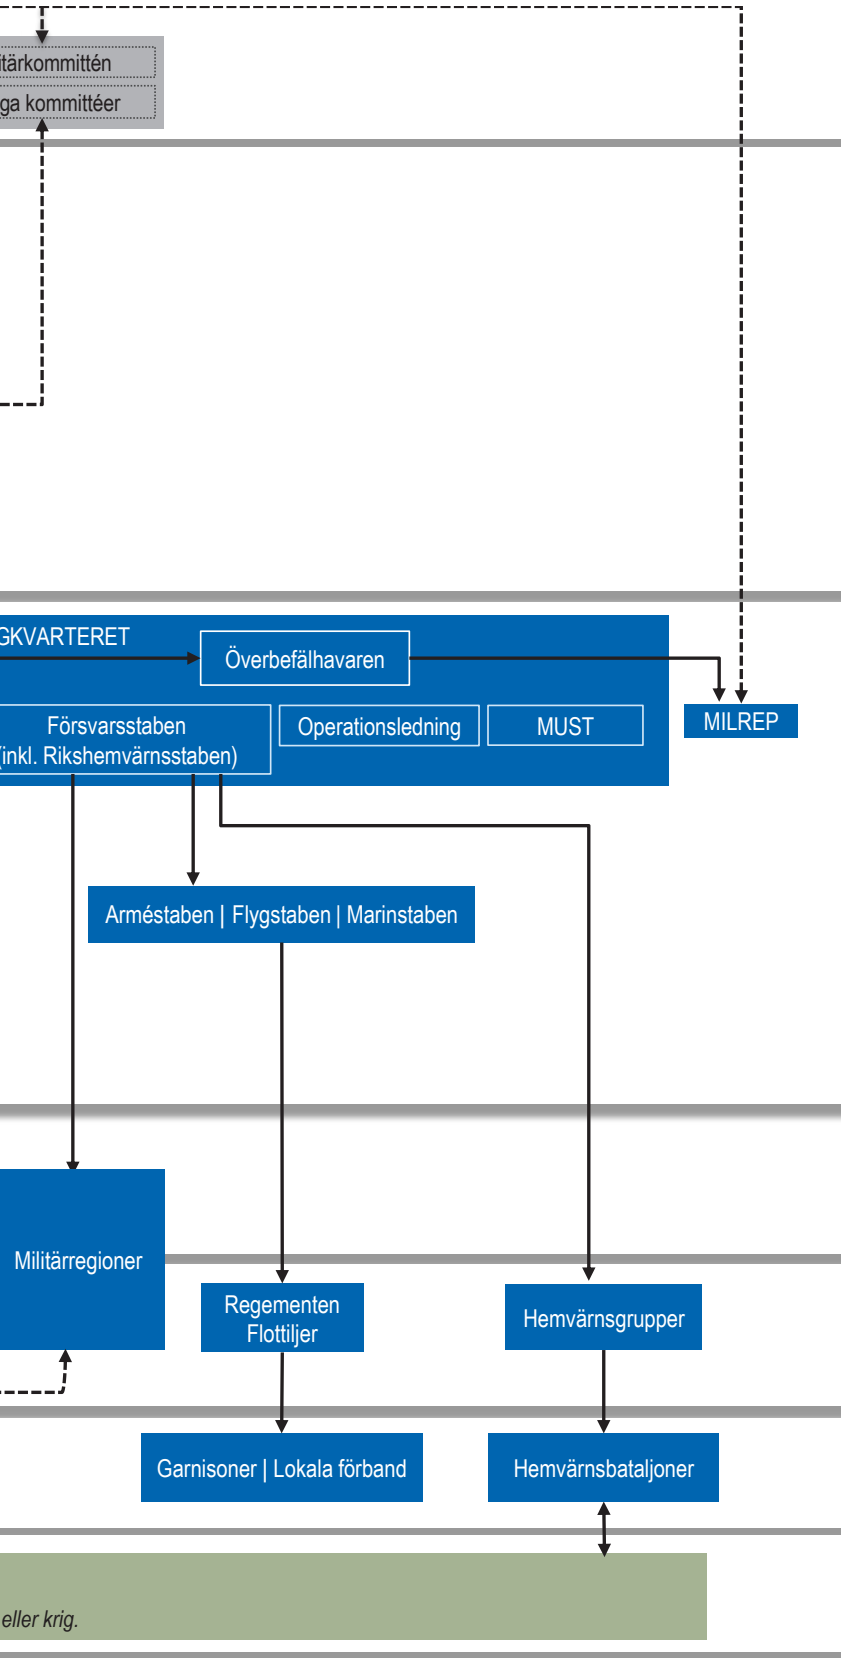 itärkommittén
ga kommittéer
GKVARTERET
Överbefälhavaren
Försvarsstaben
(inkl. Rikshemvärnsstaben)
Operationsledning
MUST
MILREP
Arméstaben | Flygstaben | Marinstaben
Militärregioner
Regementen
Flottiljer
Hemvärnsgrupper
Garnisoner | Lokala förband
Hemvärnsbataljoner
eller krig.